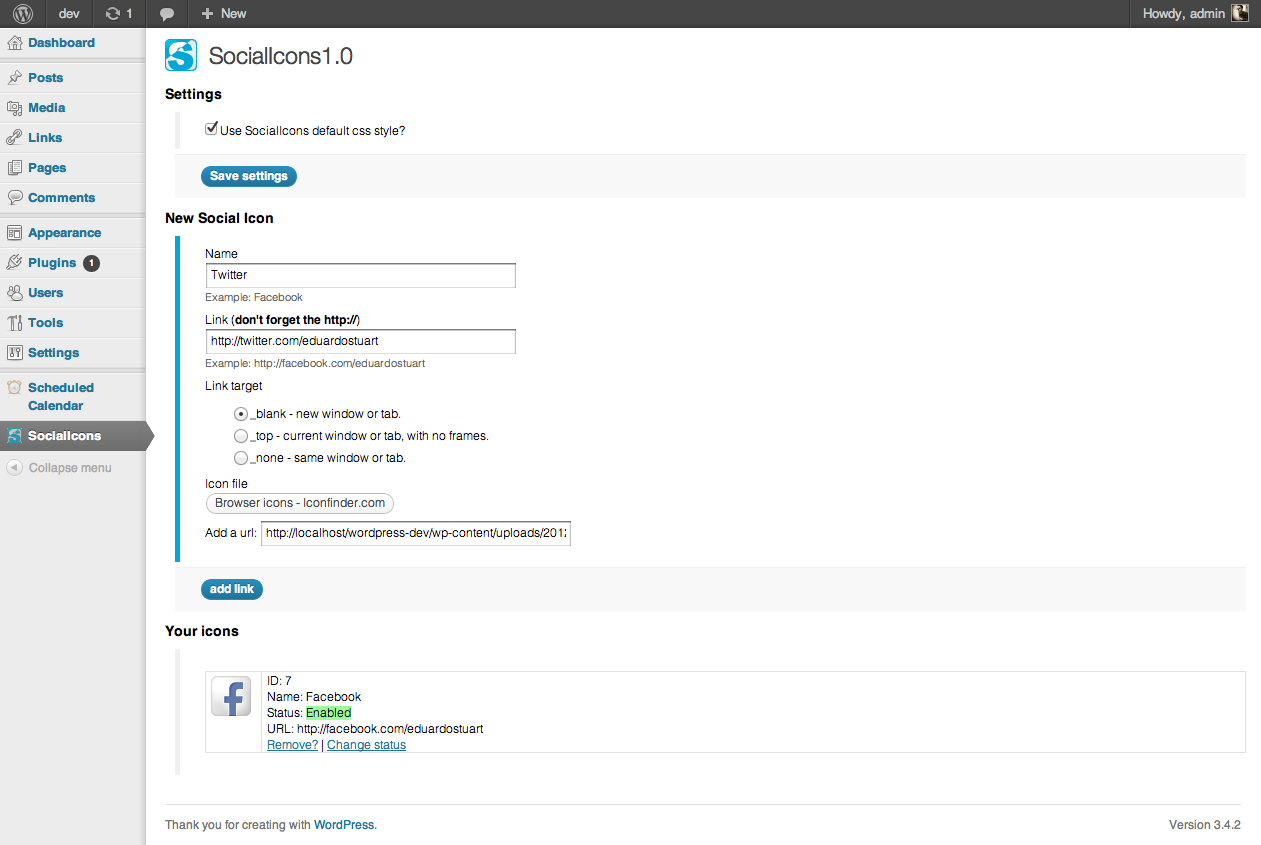 dev 1 New Howdy, admin
Dashboard
Posts
Media
Links
Pages
Comments
Appearance
Plugins 1
Users
Tools
Settings
Scheduled
Calendar
SocialIcons
Collapse menu
SocialIcons1.0
Settings
Use SocialIcons default css style?
Save settings
New Social Icon
Name
Twitter
Example: Facebook
Link (don't forget the http://)
http://twitter.com/eduardostuart
Example: http://facebook.com/eduardostuart
Link target
_blank - new window or tab.
_top - current window or tab, with no frames.
_none - same window or tab.
Icon file
Browser icons - Iconfinder.com
Add a url: http://localhost/wordpress-dev/wp-content/uploads/2012
add link
Your icons
ID: 7
Name: Facebook
Status: Enabled
URL: http://facebook.com/eduardostuart
Remove? | Change status
Thank you for creating with WordPress. Version 3.4.2